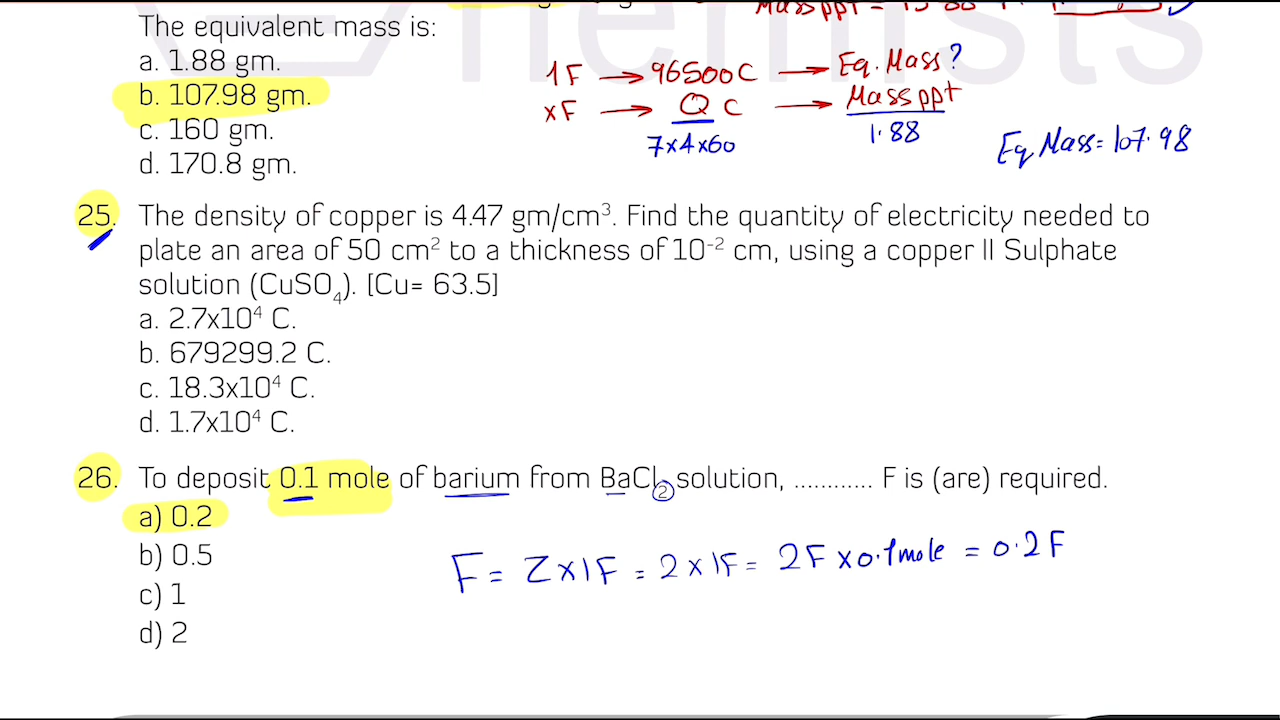 Mass ppt =
The equivalent mass is:
a. 1.88 gm.
b. 107.98 gm.
c. 160 gm.
d. 170.8 gm.
1F → 96500C → Eq. Mass ?
xF → Q C → Mass ppt
7x4x60
1.88
Eq Mass = 107.98
25. The density of copper is 4.47 gm/cm³. Find the quantity of electricity needed to
plate an area of 50 cm² to a thickness of 10⁻² cm, using a copper II Sulphate
solution (CuSO₄). [Cu= 63.5]
a. 2.7x10⁴ C.
b. 679299.2 C.
c. 18.3x10⁴ C.
d. 1.7x10⁴ C.
26. To deposit 0.1 mole of barium from BaCl₂ solution, ............ F is (are) required.
a) 0.2
b) 0.5
c) 1
d) 2
F = Z x 1F = 2 x 1F = 2F x 0.1mole = 0.2F